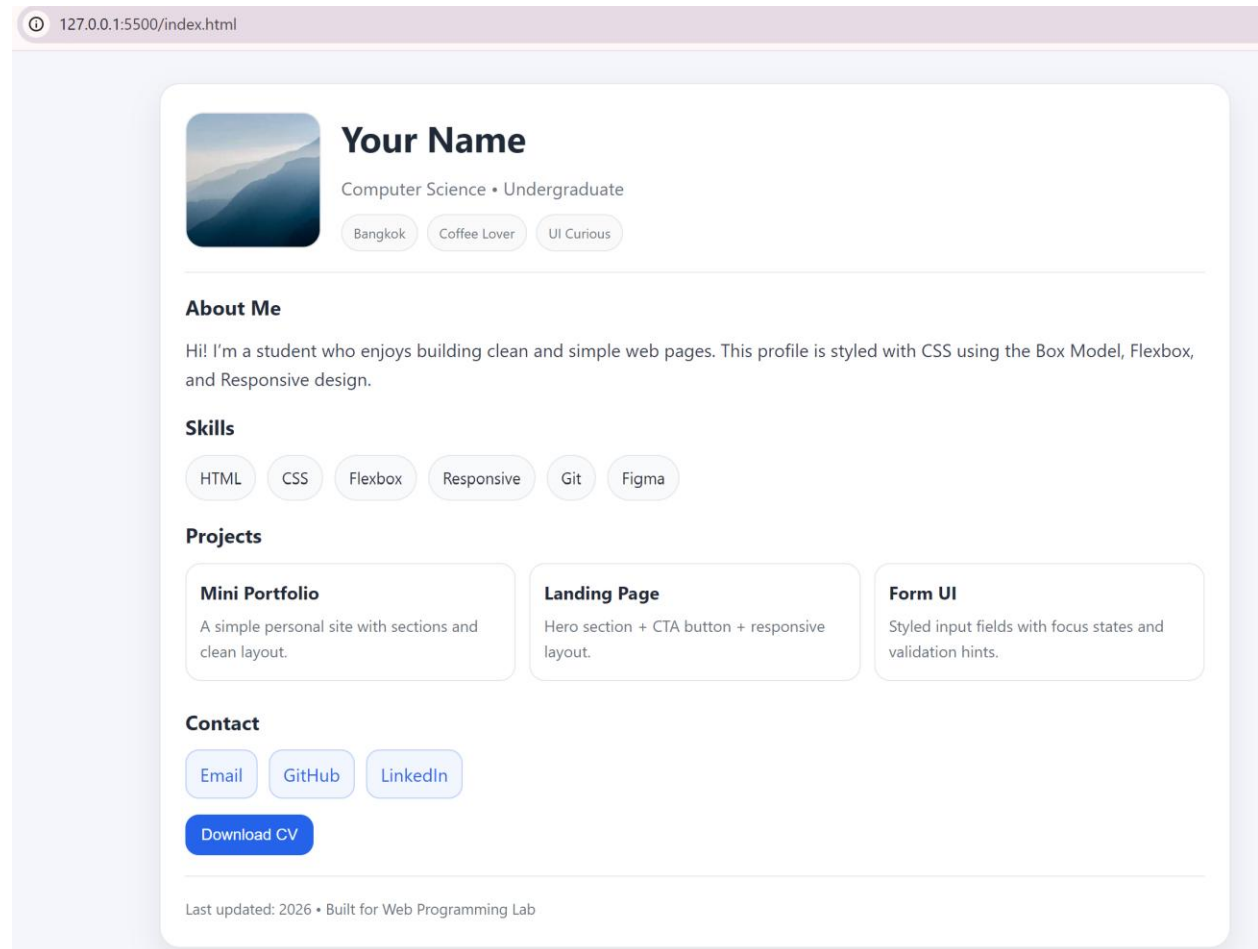 127.0.0.1:5500/index.html
Your Name
Computer Science • Undergraduate
Bangkok Coffee Lover UI Curious
About Me
Hi! I’m a student who enjoys building clean and simple web pages. This profile is styled with CSS using the Box Model, Flexbox,
and Responsive design.
Skills
HTML CSS Flexbox Responsive Git Figma
Projects
Mini Portfolio
A simple personal site with sections and
clean layout.
Landing Page
Hero section + CTA button + responsive
layout.
Form UI
Styled input fields with focus states and
validation hints.
Contact
Email GitHub LinkedIn
Download CV
Last updated: 2026 • Built for Web Programming Lab